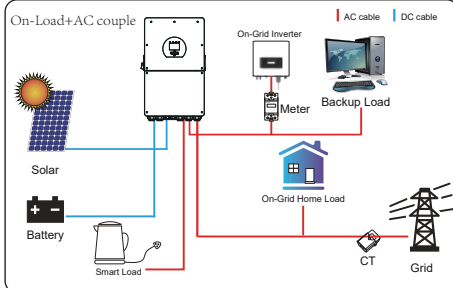 On-Load+AC couple
AC cable
DC cable
On-Grid Inverter
Meter
Backup Load
Solar
On-Grid Home Load
Battery
Smart Load
CT
Grid